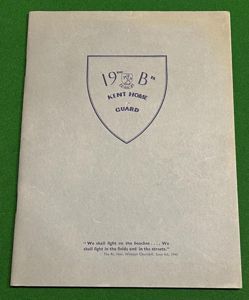 19TH BN
KENT HOME
GUARD
"We shall fight on the beaches . . . . We
shall fight in the fields and in the streets."
The Rt. Hon. Winston Churchill, June 4th, 1940